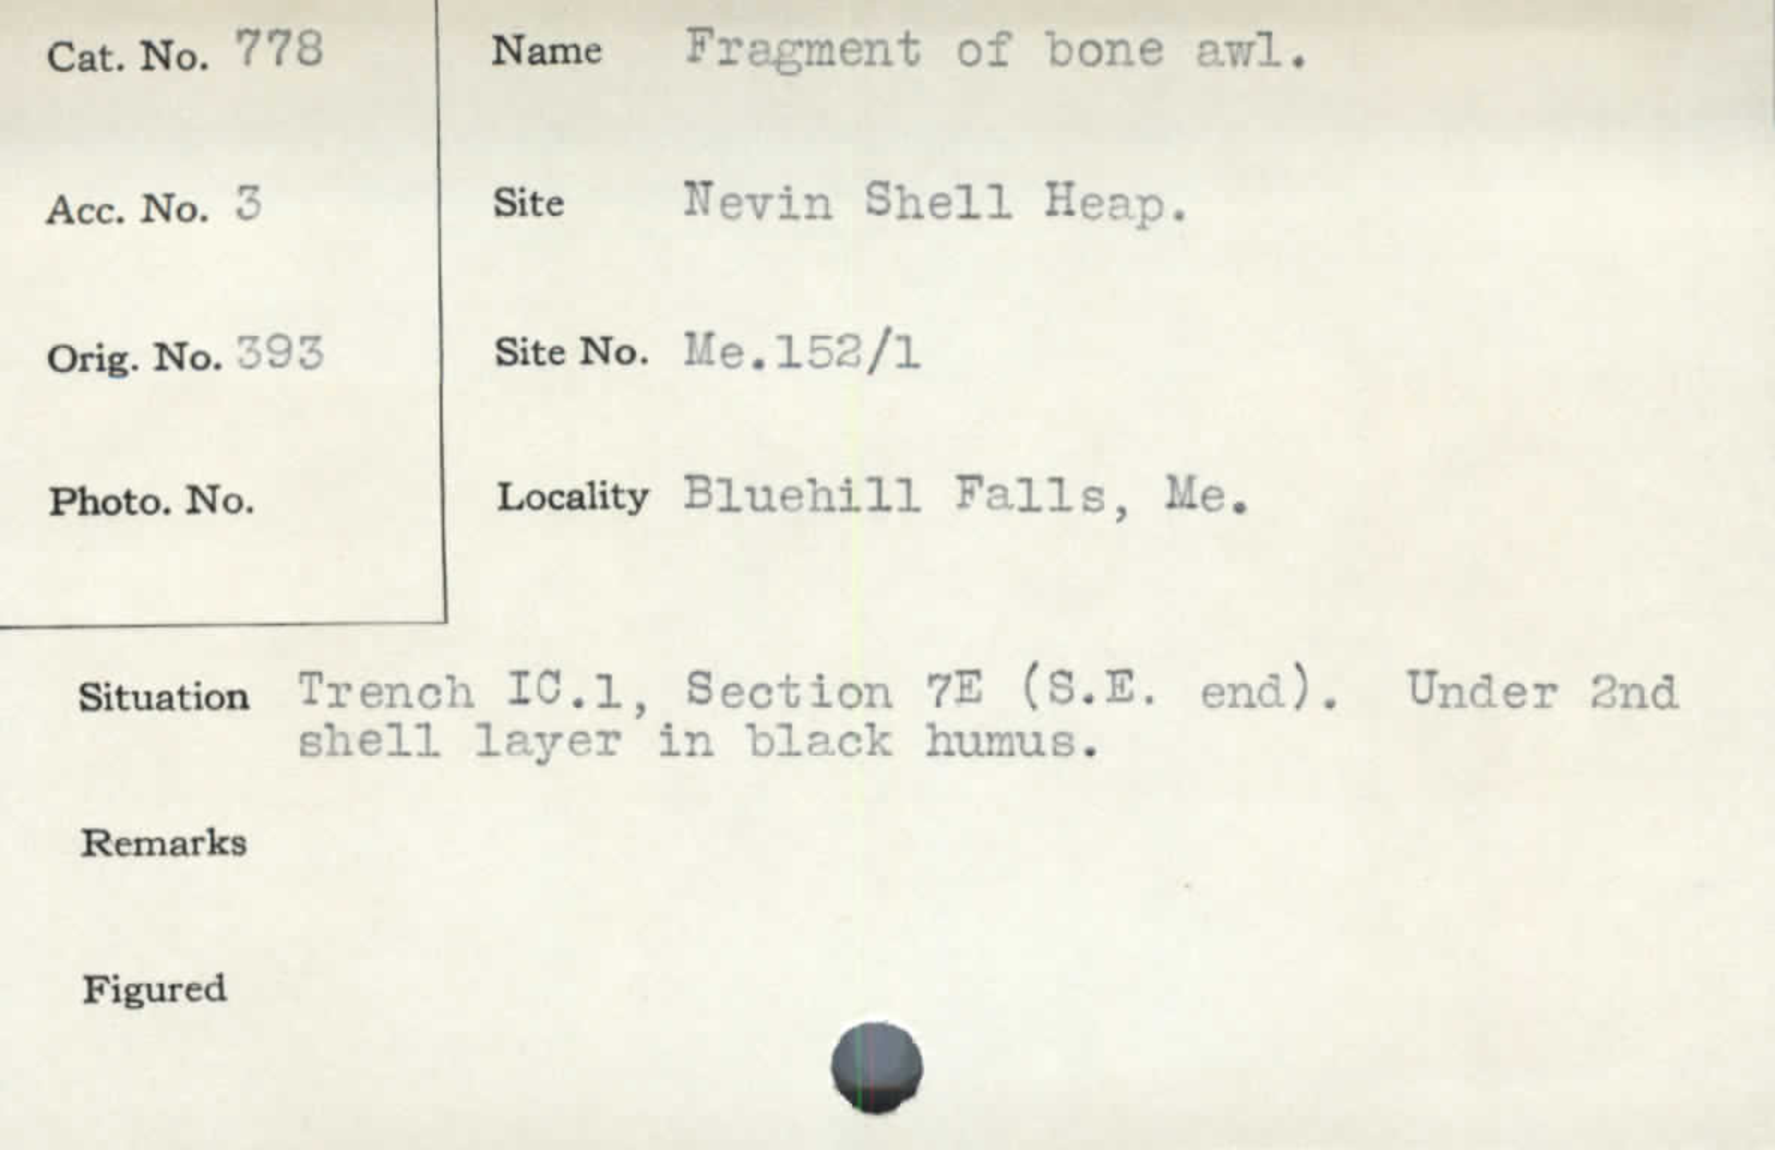 Cat. No. 778
Name Fragment of bone awl.
Acc. No. 3
Site Nevin Shell Heap.
Orig. No. 393
Site No. Me.152/1
Photo. No.
Locality Bluehill Falls, Me.
Situation Trench IC.1, Section 7E (S.E. end). Under 2nd
shell layer in black humus.
Remarks
Figured